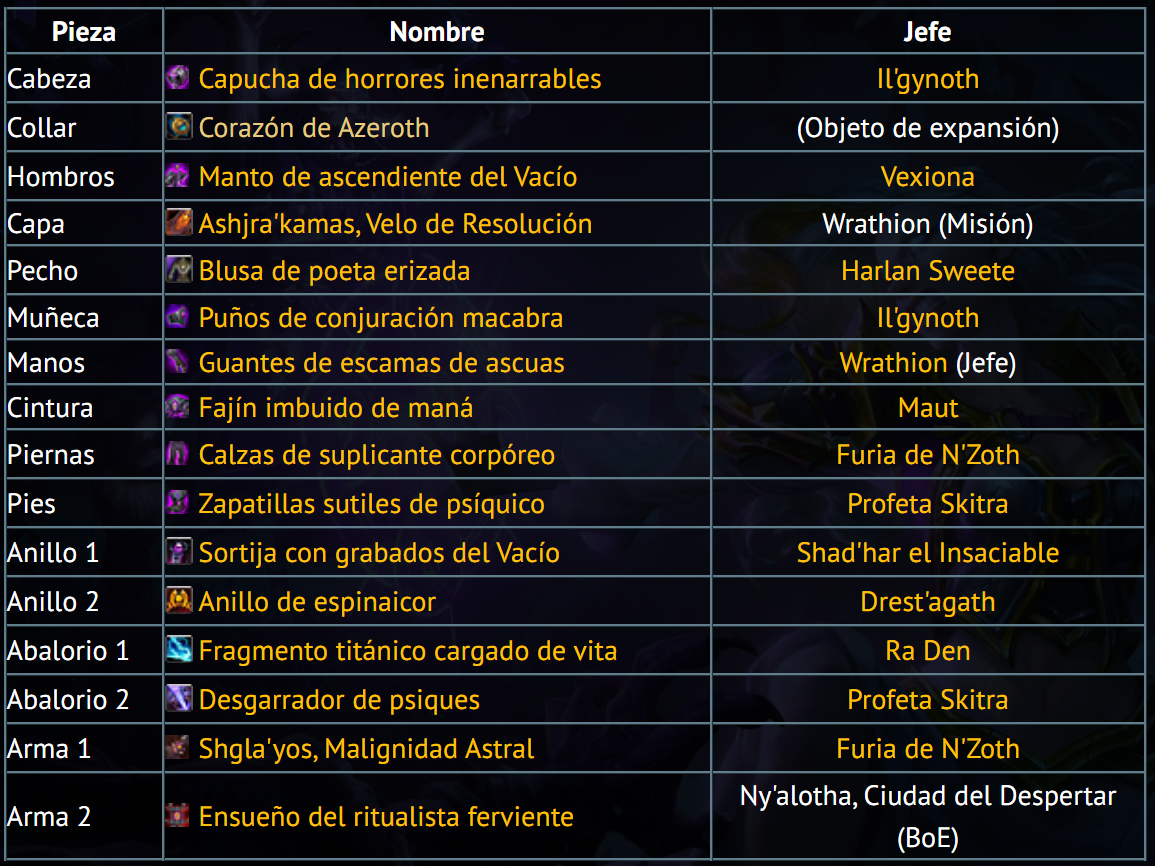 Pieza Nombre Jefe
Cabeza Capucha de horrores inenarrables Il'gynoth
Collar Corazón de Azeroth (Objeto de expansión)
Hombros Manto de ascendiente del Vacío Vexiona
Capa Ashjra'kamas, Velo de Resolución Wrathion (Misión)
Pecho Blusa de poeta erizada Harlan Sweete
Muñeca Puños de conjuración macabra Il'gynoth
Manos Guantes de escamas de ascuas Wrathion (Jefe)
Cintura Fajín imbuido de maná Maut
Piernas Calzas de suplicante corpóreo Furia de N'Zoth
Pies Zapatillas sutiles de psíquico Profeta Skitra
Anillo 1 Sortija con grabados del Vacío Shad'har el Insaciable
Anillo 2 Anillo de espinaicor Drest'agath
Abalorio 1 Fragmento titánico cargado de vita Ra Den
Abalorio 2 Desgarrador de psiques Profeta Skitra
Arma 1 Shgla'yos, Malignidad Astral Furia de N'Zoth
Arma 2 Ensueño del ritualista ferviente Ny'alotha, Ciudad del Despertar
(BoE)